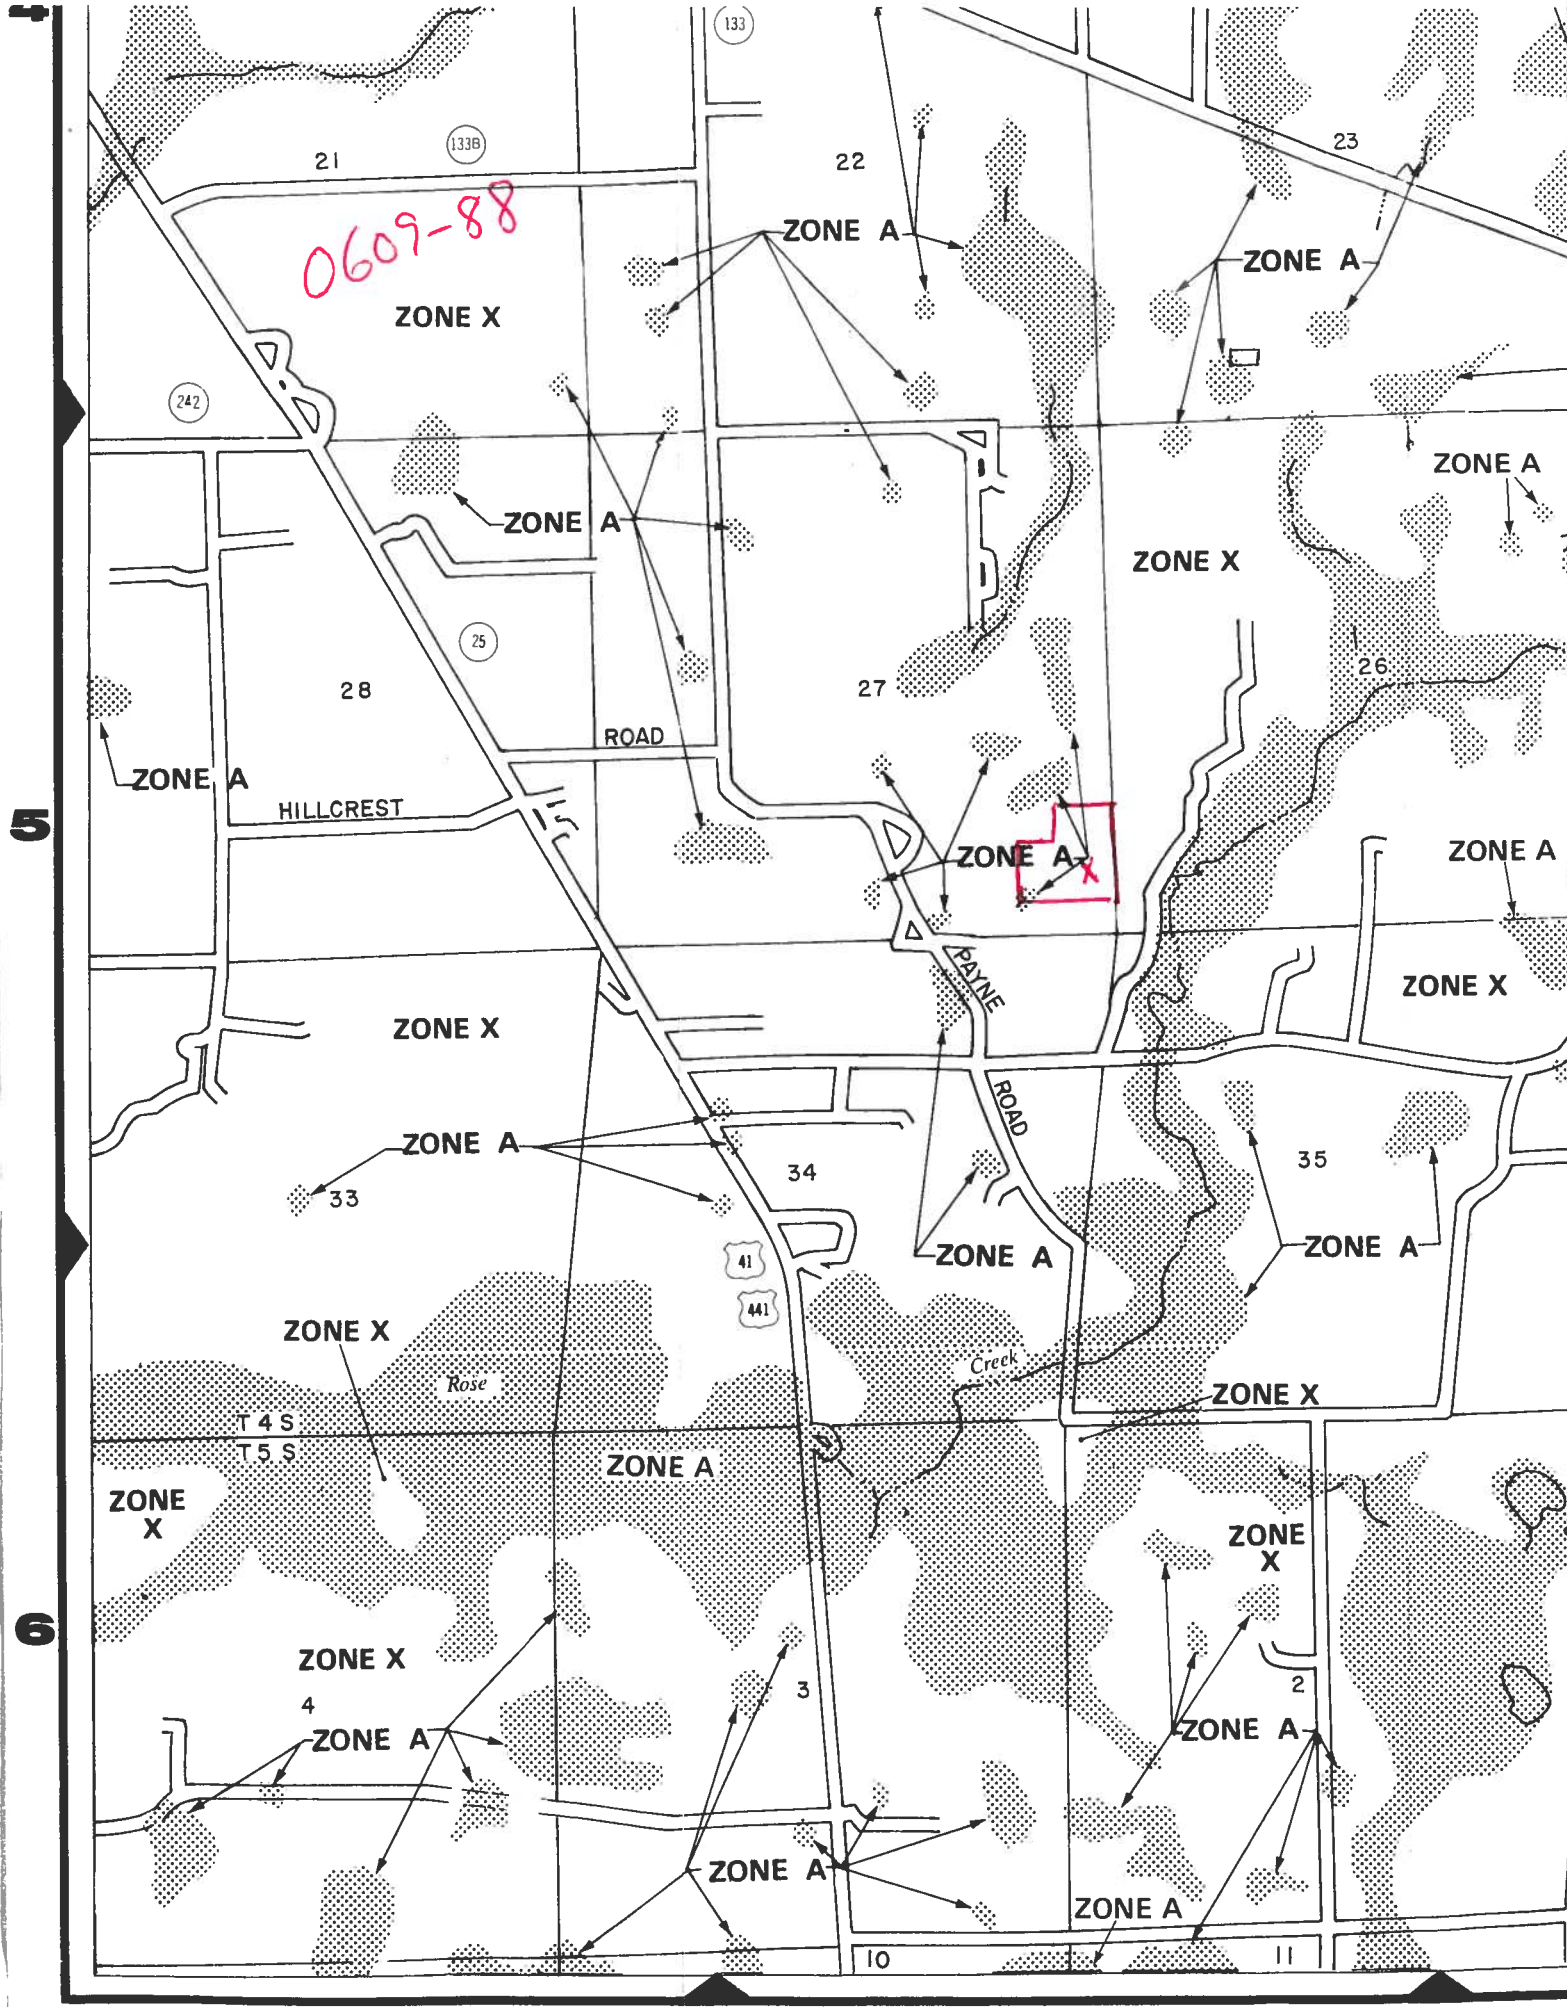 4
133
133B
21
22
23
0609-88
ZONE A
ZONE A
ZONE X
242
ZONE A
ZONE A
ZONE X
25
26
28
27
ROAD
ZONE A
HILLCREST
5
ZONE A
X
ZONE A
PAYNE
ZONE X
ZONE X
ROAD
ZONE A
34
35
33
ZONE A
ZONE A
41
441
ZONE X
Creek
Rose
ZONE X
T 4 S
T 5 S
ZONE A
ZONE
X
ZONE
X
6
ZONE X
4
3
2
ZONE A
ZONE A
ZONE A
ZONE A
10
11